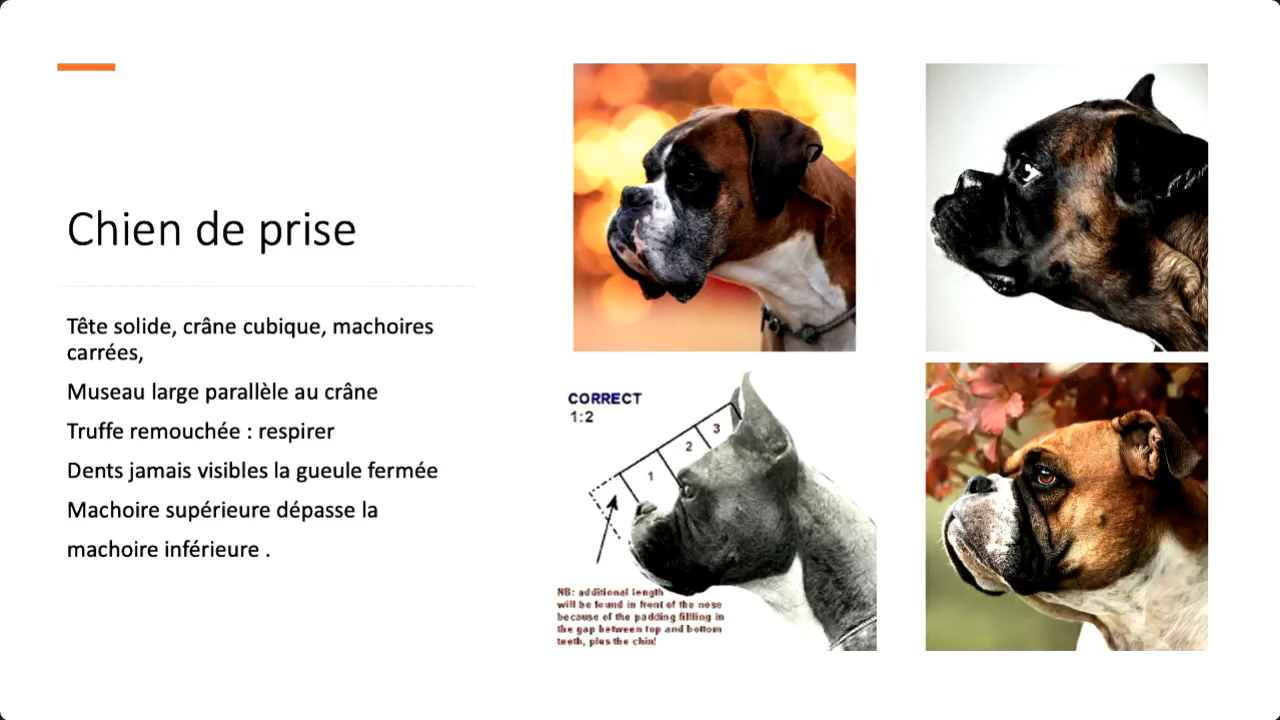 Chien de prise
Tête solide, crâne cubique, machoires
carrées,
Museau large parallèle au crâne
Truffe remouchée : respirer
Dents jamais visibles la gueule fermée
Machoire supérieure dépasse la
machoire inférieure .
CORRECT
1:2
1
2
3
NB: additional length
will be found in front of the nose
because of the padding fillling in
the gap between top and bottom
teeth, plus the chin!